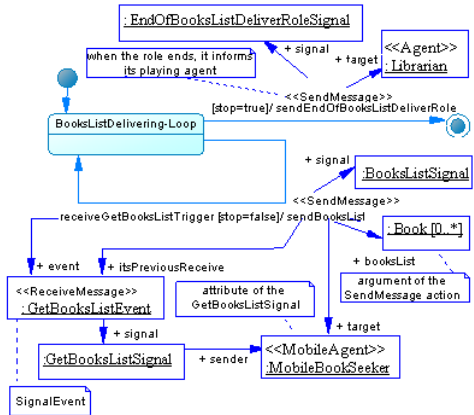 : EndOfBooksListDeliverRoleSignal
+ signal
<<Agent>>
: Librarian
when the role ends, it informs
its playing agent
+ target
<<SendMessage>>
[stop=true]/ sendEndOfBooksListDeliverRole
BooksListDelivering-Loop
+ signal
:BooksListSignal
<<SendMessage>>
receiveGetBooksListTrigger [stop=false]/ sendBooksList
: Book [0..*]
+ event
+ itsPreviousReceive
+ booksList
<<ReceiveMessage>>
: GetBooksListEvent
attribute of the
GetBooksListSignal
argument of the
SendMessage action
+ signal
+ target
:GetBooksListSignal
+ sender
<<MobileAgent>>
:MobileBookSeeker
SignalEvent